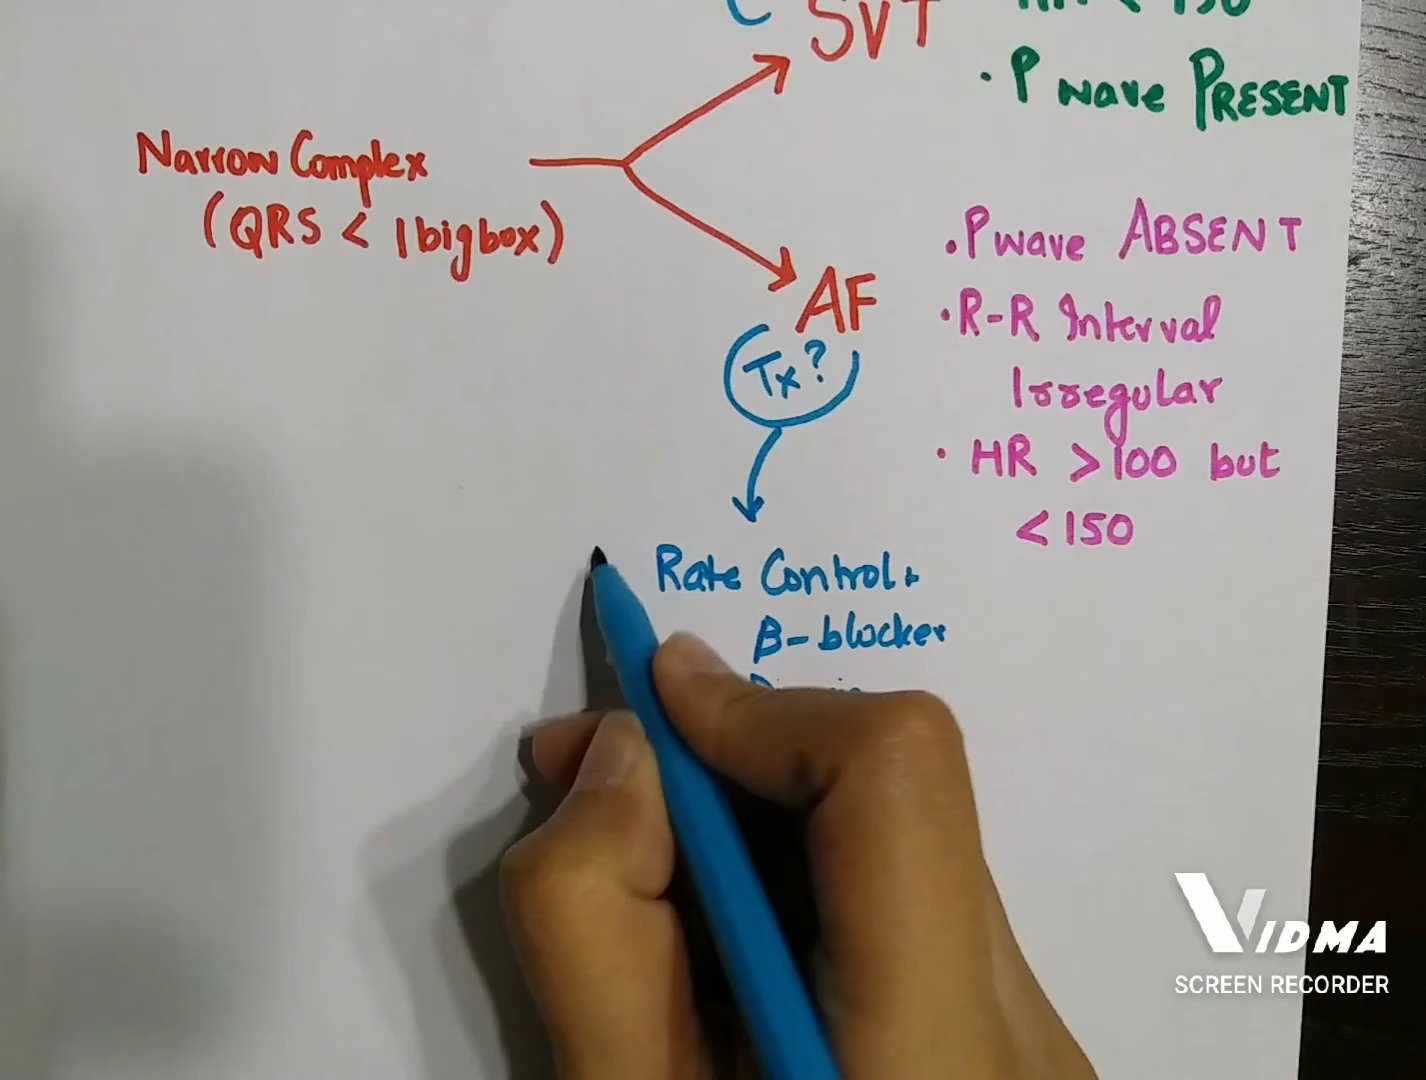 SVT
• P wave PRESENT
Narrow Complex
(QRS < 1 big box)
• P wave ABSENT
AF
• R-R Interval
Irregular
Tx?
• HR >100 but
<150
Rate Control.
β-blocker
VIDMA
SCREEN RECORDER